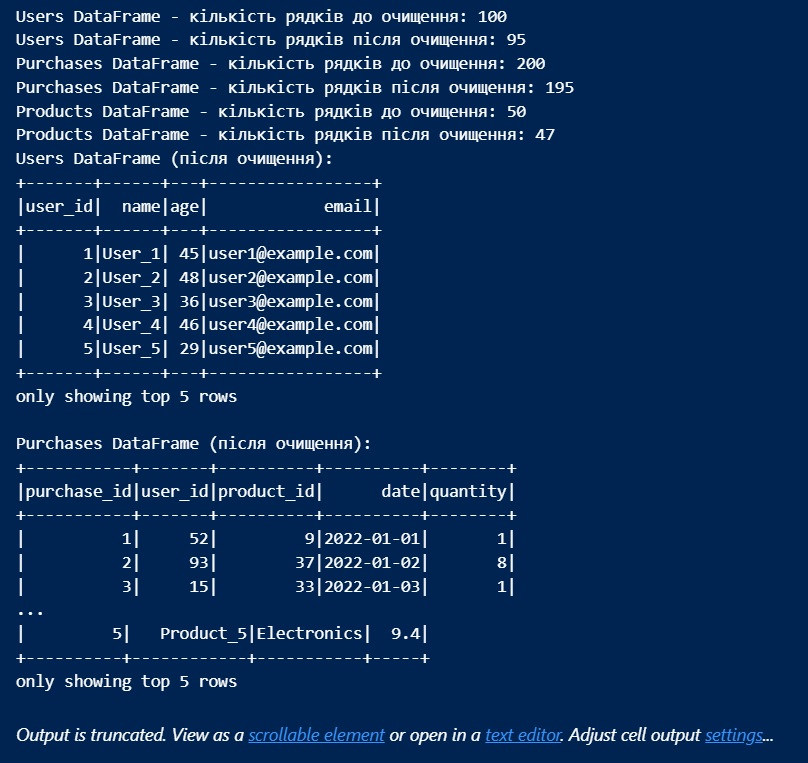 Users DataFrame - кількість рядків до очищення: 100
Users DataFrame - кількість рядків після очищення: 95
Purchases DataFrame - кількість рядків до очищення: 200
Purchases DataFrame - кількість рядків після очищення: 195
Products DataFrame - кількість рядків до очищення: 50
Products DataFrame - кількість рядків після очищення: 47
Users DataFrame (після очищення):
+-------+------+---+-----------------+
|user_id|  name|age|            email|
+-------+------+---+-----------------+
|      1|User_1| 45|user1@example.com|
|      2|User_2| 48|user2@example.com|
|      3|User_3| 36|user3@example.com|
|      4|User_4| 46|user4@example.com|
|      5|User_5| 29|user5@example.com|
+-------+------+---+-----------------+
only showing top 5 rows

Purchases DataFrame (після очищення):
+-----------+-------+----------+----------+--------+
|purchase_id|user_id|product_id|      date|quantity|
+-----------+-------+----------+----------+--------+
|          1|     52|         9|2022-01-01|       1|
|          2|     93|        37|2022-01-02|       8|
|          3|     15|        33|2022-01-03|       1|
...
|         5|   Product_5|Electronics|  9.4|
+----------+------------+-----------+-----+
only showing top 5 rows

Output is truncated. View as a scrollable element or open in a text editor. Adjust cell output settings...